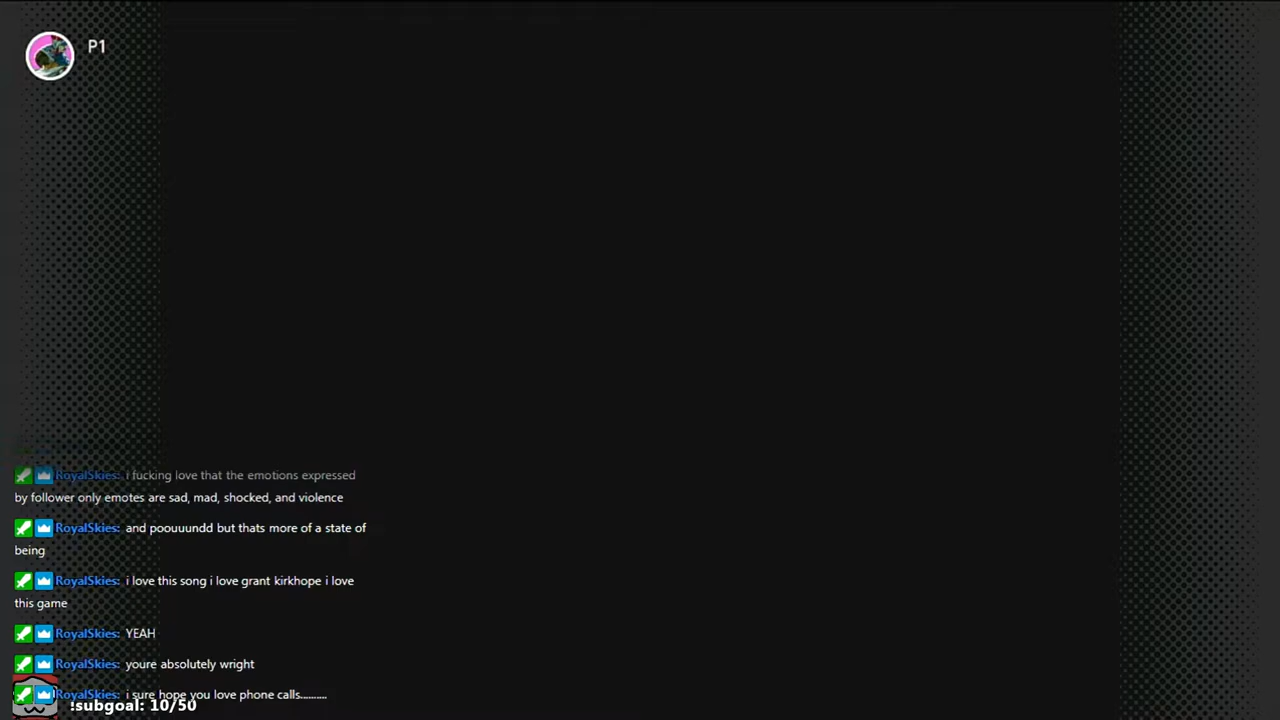 P1
RoyalSkies: i fucking love that the emotions expressed
by follower only emotes are sad, mad, shocked, and violence
RoyalSkies: and poouuundd but thats more of a state of
being
RoyalSkies: i love this song i love grant kirkhope i love
this game
RoyalSkies: YEAH
RoyalSkies: youre absolutely wright
RoyalSkies: i sure hope you love phone calls..........
!subgoal: 10/50